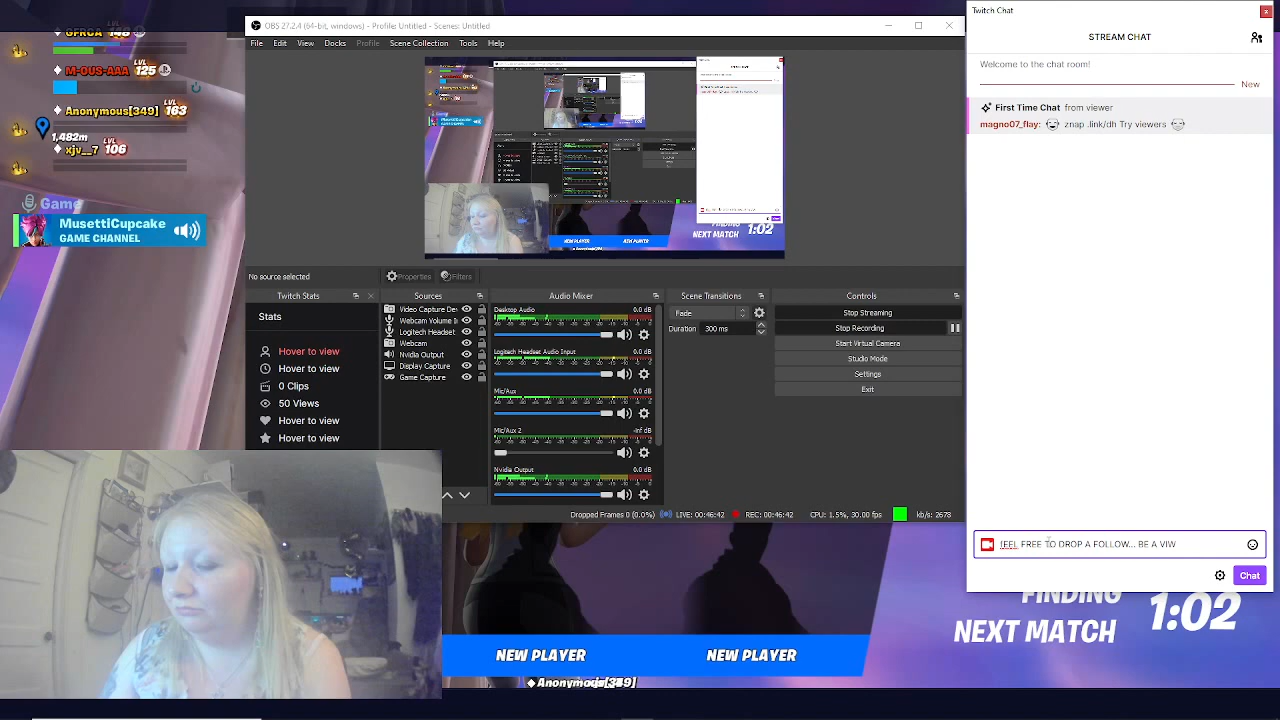 GFRCA LVL 148
M-OUS-AAA LVL 125
Anonymous[349] LVL 163
1,482m
xjv__7 LVL 106
Game
MusettiCupcake
GAME CHANNEL
OBS 27.2.4 (64-bit, windows) - Profile: Untitled - Scenes: Untitled
File Edit View Docks Profile Scene Collection Tools Help
NEW PLAYER NEW PLAYER
NEXT MATCH 1:02
No source selected Properties Filters
Twitch Stats
Stats
Hover to view
Hover to view
0 Clips
50 Views
Hover to view
Hover to view
Sources
Video Capture Dev
Webcam Volume I
Logitech Headset
Webcam
Nvidia Output
Display Capture
Game Capture
Audio Mixer
Desktop Audio 0.0 dB
Logitech Headset Audio Input 0.0 dB
Mic/Aux 0.0 dB
Mic/Aux 2 -inf dB
Nvidia Output 0.0 dB
Scene Transitions
Fade
Duration 300 ms
Controls
Stop Streaming
Stop Recording
Start Virtual Camera
Studio Mode
Settings
Exit
Dropped Frames 0 (0.0%) LIVE: 00:46:42 REC: 00:46:42 CPU: 1.5%, 30.00 fps kb/s: 2678
Twitch Chat
STREAM CHAT
Welcome to the chat room!
New
First Time Chat from viewer
magno07_flay: znap .link/dh Try viewers
fEEL FREE TO DROP A FOLLOW... BE A VIW
Chat
FINDING
NEXT MATCH 1:02
NEW PLAYER NEW PLAYER